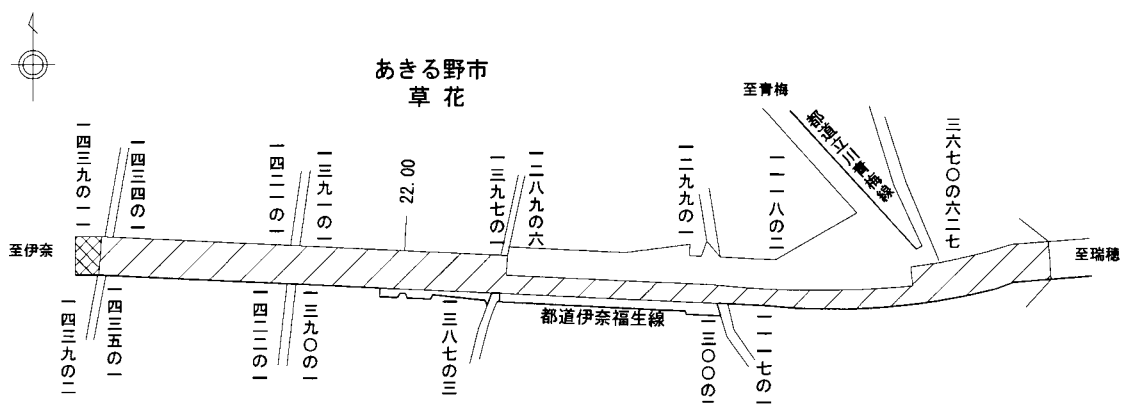 あきる野市
草花
至青梅
都道立川青梅線
三六七〇の六二七
一四三九の一一
一四三四の一
一四二一の一
一三九一の一
22.00
一三九七の一
一二八九の六
一二九九の一
一一一八の二
至伊奈
至瑞穂
都道伊奈福生線
一四三九の二
一四三五の一
一四二二の一
一三九〇の一
一三八七の三
一三〇〇の二
一一一七の一